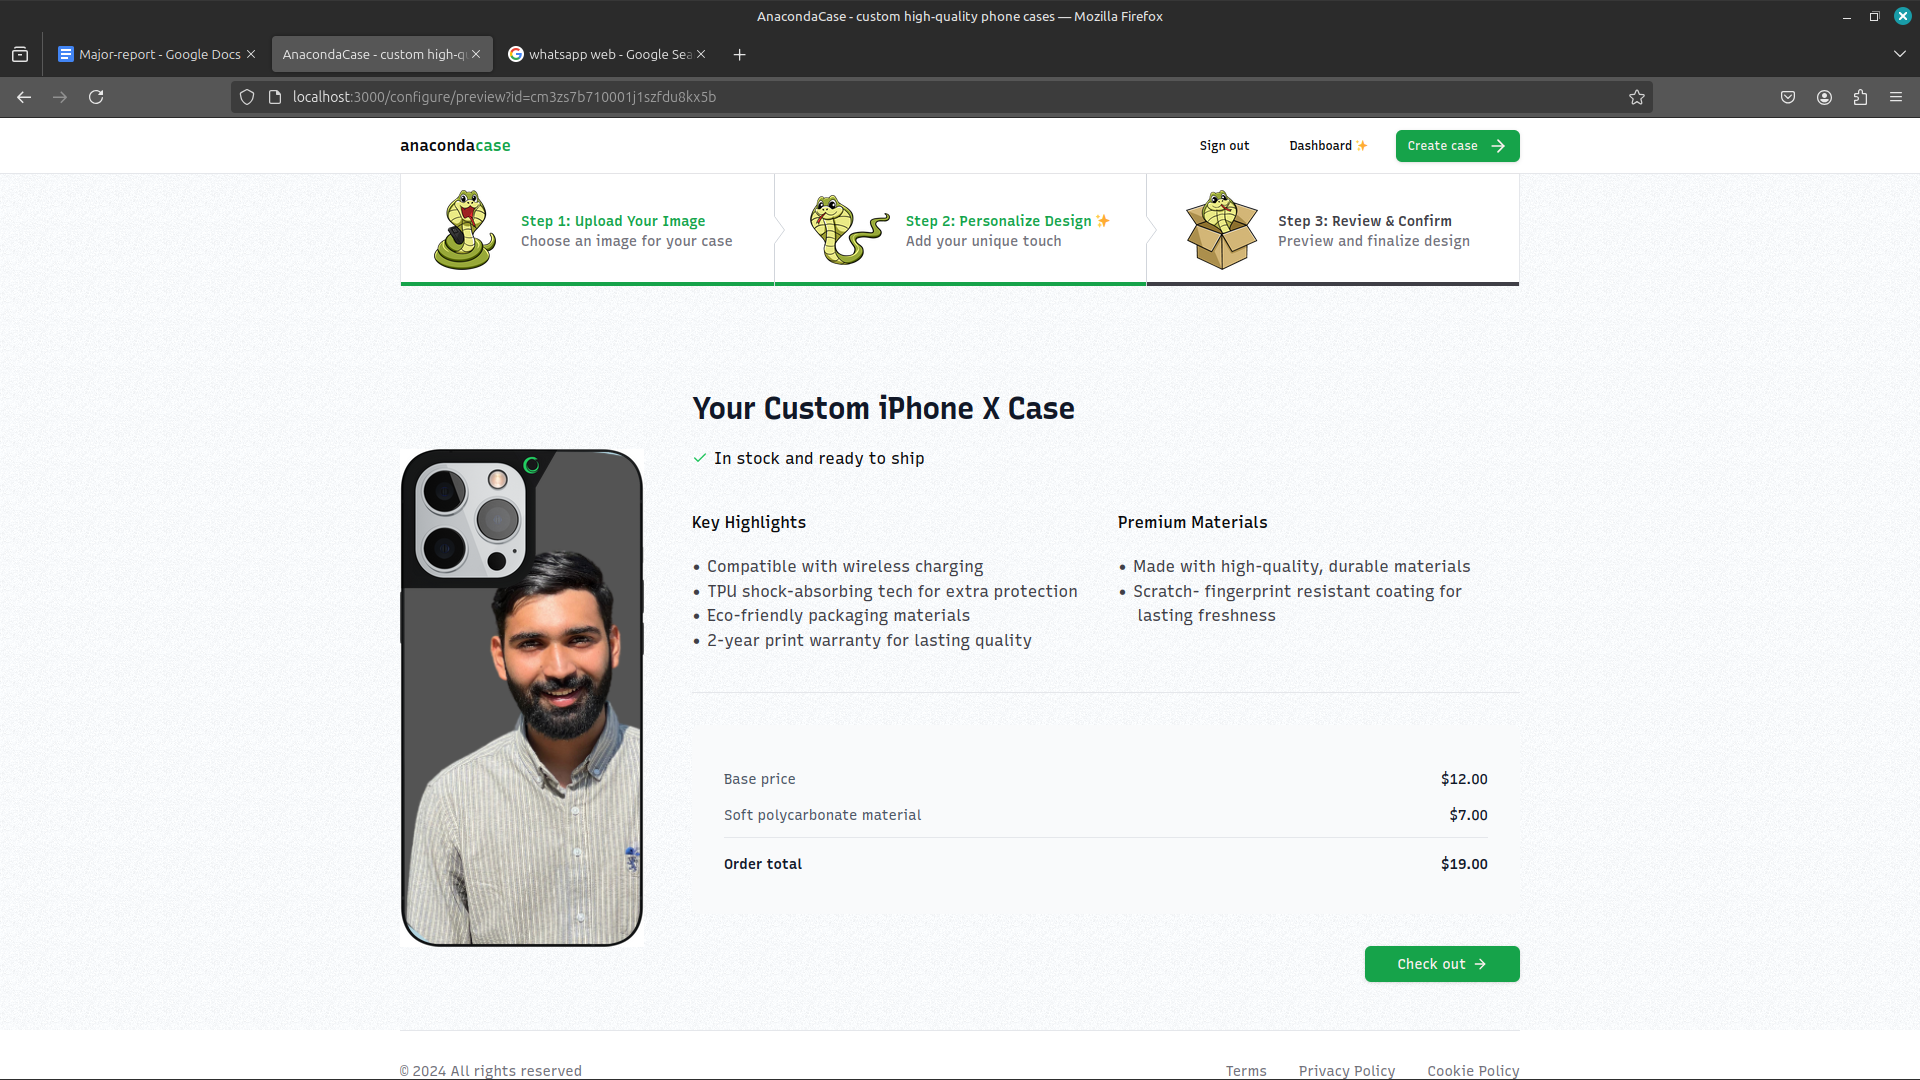 AnacondaCase - custom high-quality phone cases — Mozilla Firefox
Major-report - Google Docs
AnacondaCase - custom high-q
whatsapp web - Google Sea
localhost:3000/configure/preview?id=cm3zs7b710001j1szfdu8kx5b
anacondacase
Sign out
Dashboard ✨
Create case
Step 1: Upload Your Image
Choose an image for your case
Step 2: Personalize Design ✨
Add your unique touch
Step 3: Review & Confirm
Preview and finalize design
Your Custom iPhone X Case
In stock and ready to ship
Key Highlights
• Compatible with wireless charging
• TPU shock-absorbing tech for extra protection
• Eco-friendly packaging materials
• 2-year print warranty for lasting quality
Premium Materials
• Made with high-quality, durable materials
• Scratch- fingerprint resistant coating for
lasting freshness
Base price $12.00
Soft polycarbonate material $7.00
Order total $19.00
Check out
© 2024 All rights reserved
Terms
Privacy Policy
Cookie Policy